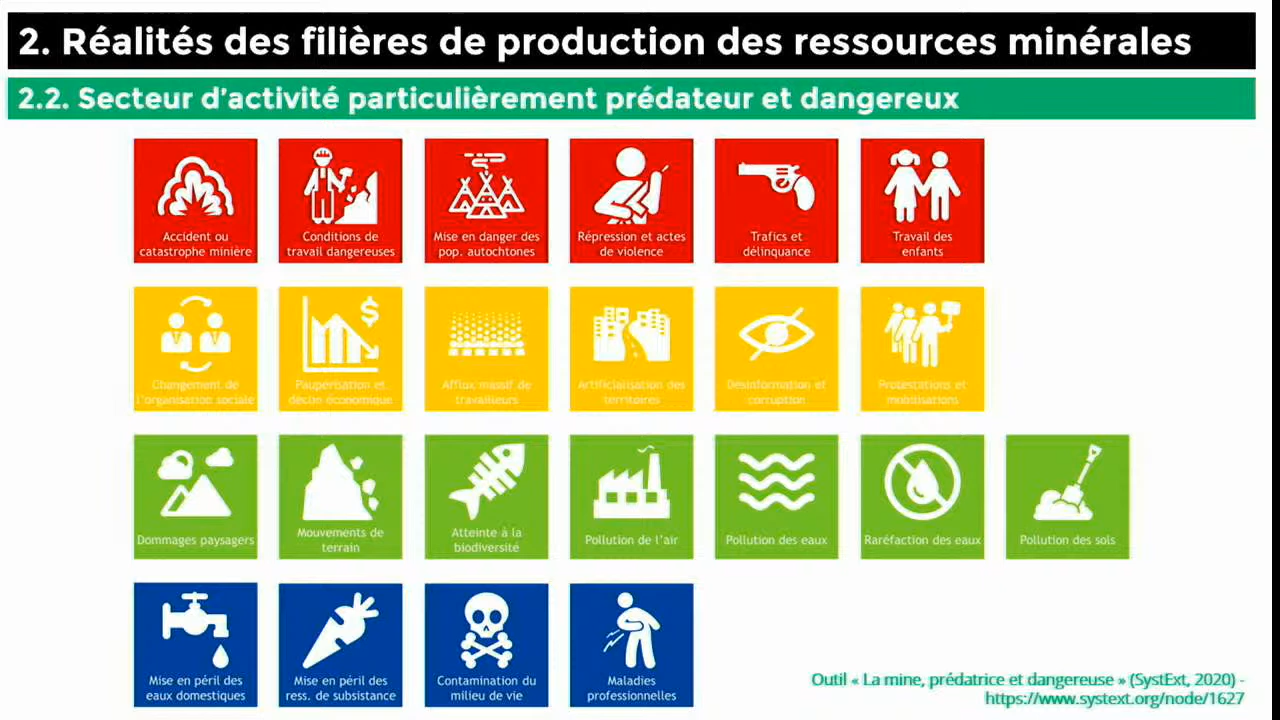 2. Réalités des filières de production des ressources minérales
2.2. Secteur d'activité particulièrement prédateur et dangereux
Accident ou
catastrophe minière
Conditions de
travail dangereuses
Mise en danger des
pop. autochtones
Répression et actes
de violence
Trafics et
délinquance
Travail des
enfants
Changement de
l'organisation sociale
Paupérisation et
déclin économique
Afflux massif de
travailleurs
Artificialisation des
territoires
Désinformation et
corruption
Protestations et
mobilisations
Dommages paysagers
Mouvements de
terrain
Atteinte à la
biodiversité
Pollution de l'air
Pollution des eaux
Raréfaction des eaux
Pollution des sols
Mise en péril des
eaux domestiques
Mise en péril des
ress. de subsistance
Contamination du
milieu de vie
Maladies
professionnelles
Outil « La mine, prédatrice et dangereuse » (SystExt, 2020) -
https://www.systext.org/node/1627